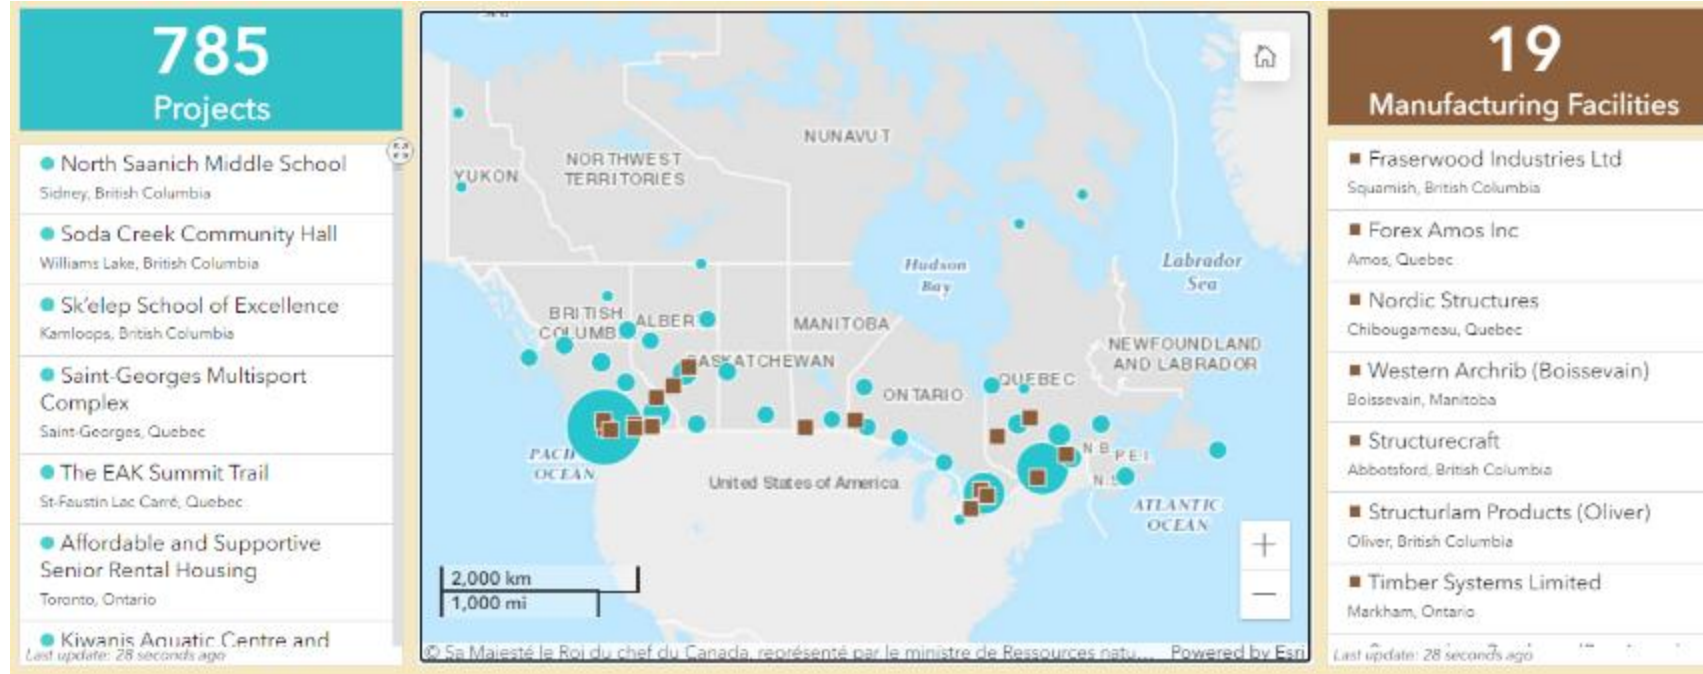 785
Projects
North Saanich Middle School
Sidney, British Columbia
Soda Creek Community Hall
Williams Lake, British Columbia
Sk'elep School of Excellence
Kamloops, British Columbia
Saint-Georges Multisport
Complex
Saint-Georges, Quebec
The EAK Summit Trail
St-Faustin Lac Carré, Quebec
Affordable and Supportive
Senior Rental Housing
Toronto, Ontario
Kiwanis Aquatic Centre and
Last update: 28 seconds ago
NUNAVUT
NORTHWEST
TERRITORIES
YUKON
Hudson
Bay
Labrador
Sea
BRITISH
COLUMB
ALBER
MANITOBA
SASKATCHEWAN
NEWFOUNDLAND
AND LABRADOR
ONTARIO
QUEBEC
N B
P.E.I.
N.S
PACIF
OCEAN
United States of America
ATLANTIC
OCEAN
2,000 km
1,000 mi
+
−
© Sa Majesté le Roi du chef du Canada, représenté par le ministre de Ressources natu... Powered by Esri
19
Manufacturing Facilities
Fraserwood Industries Ltd
Squamish, British Columbia
Forex Amos Inc
Amos, Quebec
Nordic Structures
Chibougamau, Quebec
Western Archrib (Boissevain)
Boissevain, Manitoba
Structurecraft
Abbotsford, British Columbia
Structurlam Products (Oliver)
Oliver, British Columbia
Timber Systems Limited
Markham, Ontario
Last update: 28 seconds ago